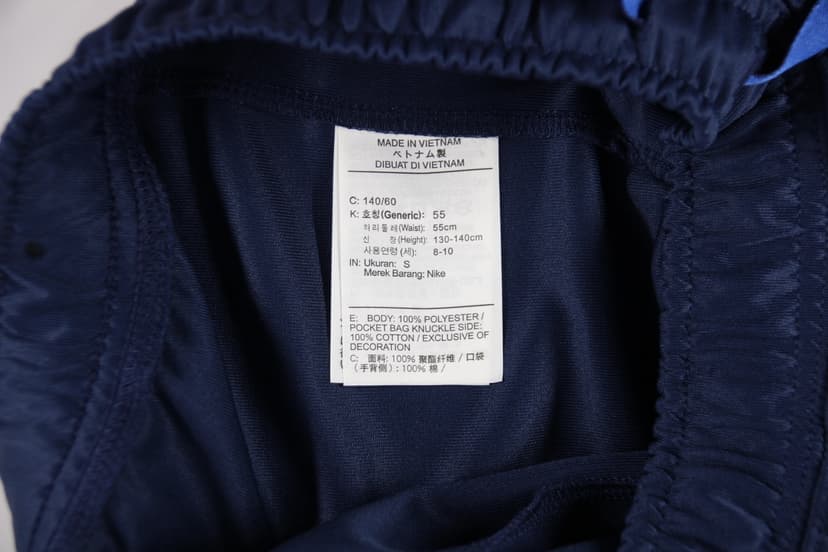 MADE IN VIETNAM
ベトナム製
DIBUAT DI VIETNAM
C: 140/60
K: 호칭(Generic): 55
허리둘레(Waist): 55cm
신 장(Height): 130-140cm
사용연령(세): 8-10
IN: Ukuran: S
Merek Barang: Nike
E: BODY: 100% POLYESTER /
POCKET BAG KNUCKLE SIDE:
100% COTTON / EXCLUSIVE OF
DECORATION
C: 面料: 100% 聚酯纤维 / 口袋
(手背侧) : 100% 棉 /